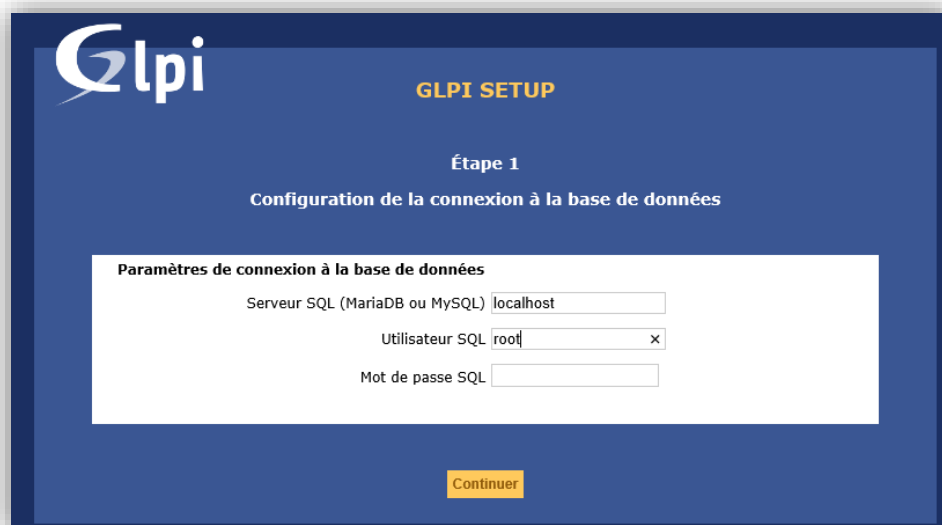 Glpi
GLPI SETUP
Étape 1
Configuration de la connexion à la base de données
Paramètres de connexion à la base de données
Serveur SQL (MariaDB ou MySQL) localhost
Utilisateur SQL root ×
Mot de passe SQL
Continuer